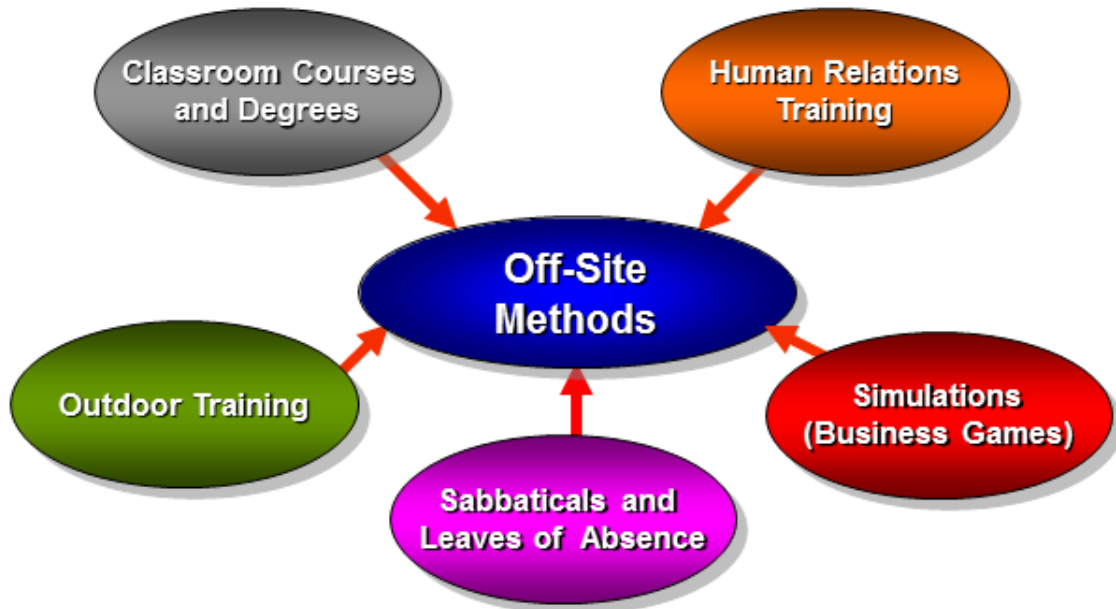 Classroom Courses
and Degrees
Human Relations
Training
Off-Site
Methods
Outdoor Training
Simulations
(Business Games)
Sabbaticals and
Leaves of Absence